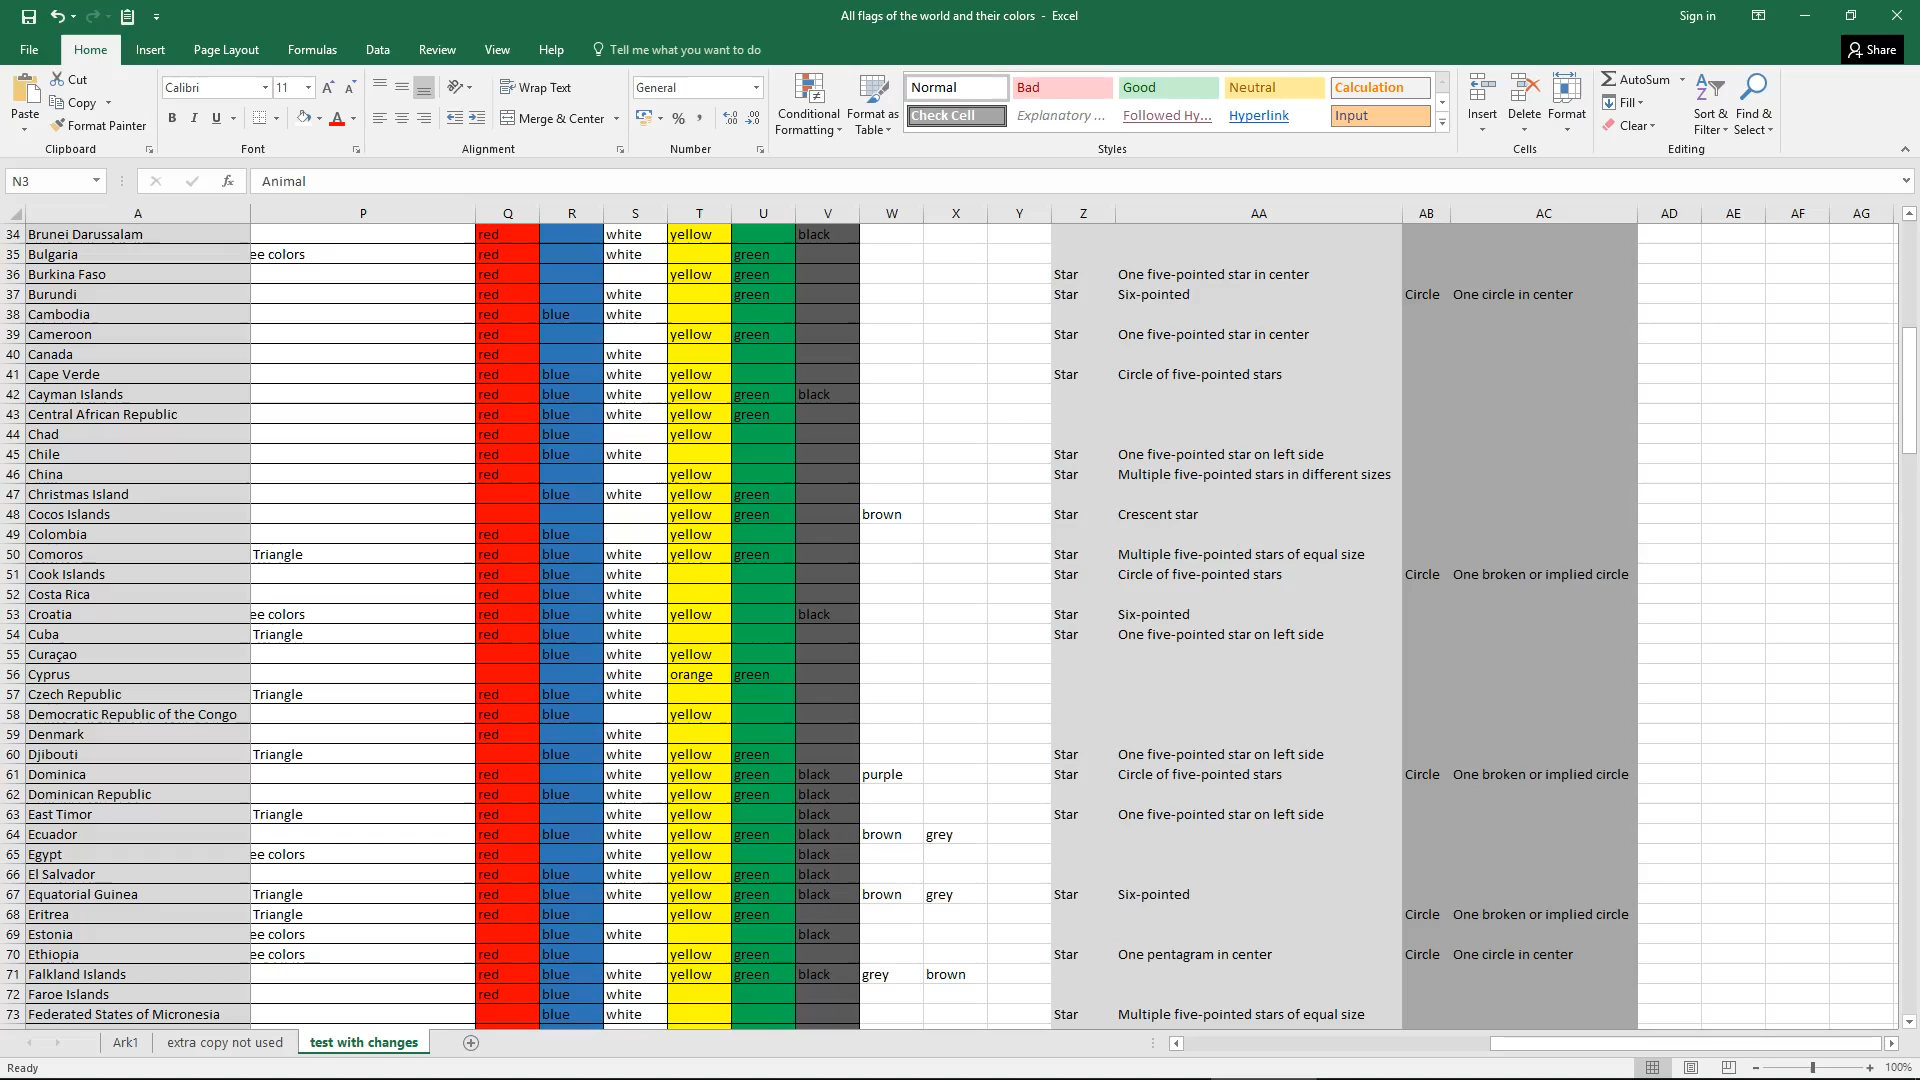 All flags of the world and their colors - Excel
Sign in
File Home Insert Page Layout Formulas Data Review View Help Tell me what you want to do Share
Paste Cut Copy Format Painter Clipboard
Calibri 11 B I U A Font
Wrap Text Merge & Center Alignment
General % , Number
Conditional Formatting Format as Table
Normal Bad Good Neutral Calculation
Check Cell Explanatory ... Followed Hy... Hyperlink Input
Styles
Insert Delete Format Cells
AutoSum Fill Clear Sort & Filter Find & Select Editing
N3 fx Animal
A P Q R S T U V W X Y Z AA AB AC AD AE AF AG
34 Brunei Darussalam red white yellow black
35 Bulgaria ee colors red white green
36 Burkina Faso red yellow green Star One five-pointed star in center
37 Burundi red white green Star Six-pointed Circle One circle in center
38 Cambodia red blue white
39 Cameroon red yellow green Star One five-pointed star in center
40 Canada red white
41 Cape Verde red blue white yellow Star Circle of five-pointed stars
42 Cayman Islands red blue white yellow green black
43 Central African Republic red blue white yellow green
44 Chad red blue yellow
45 Chile red blue white Star One five-pointed star on left side
46 China red yellow Star Multiple five-pointed stars in different sizes
47 Christmas Island blue white yellow green
48 Cocos Islands yellow green brown Star Crescent star
49 Colombia red blue yellow
50 Comoros Triangle red blue white yellow green Star Multiple five-pointed stars of equal size
51 Cook Islands red blue white Star Circle of five-pointed stars Circle One broken or implied circle
52 Costa Rica red blue white
53 Croatia ee colors red blue white yellow black Star Six-pointed
54 Cuba Triangle red blue white Star One five-pointed star on left side
55 Curaçao blue white yellow
56 Cyprus white orange green
57 Czech Republic Triangle red blue white
58 Democratic Republic of the Congo red blue yellow
59 Denmark red white
60 Djibouti Triangle blue white yellow green Star One five-pointed star on left side
61 Dominica red white yellow green black purple Star Circle of five-pointed stars Circle One broken or implied circle
62 Dominican Republic red blue white yellow green black
63 East Timor Triangle red white yellow black Star One five-pointed star on left side
64 Ecuador red blue white yellow green black brown grey
65 Egypt ee colors red white yellow black
66 El Salvador red blue white yellow green black
67 Equatorial Guinea Triangle red blue white yellow green black brown grey Star Six-pointed
68 Eritrea Triangle red blue yellow green Circle One broken or implied circle
69 Estonia ee colors blue white black
70 Ethiopia ee colors red blue yellow green Star One pentagram in center Circle One circle in center
71 Falkland Islands red blue white yellow green black grey brown
72 Faroe Islands red blue white
73 Federated States of Micronesia blue white Star Multiple five-pointed stars of equal size
Ark1 extra copy not used test with changes
Ready 100%